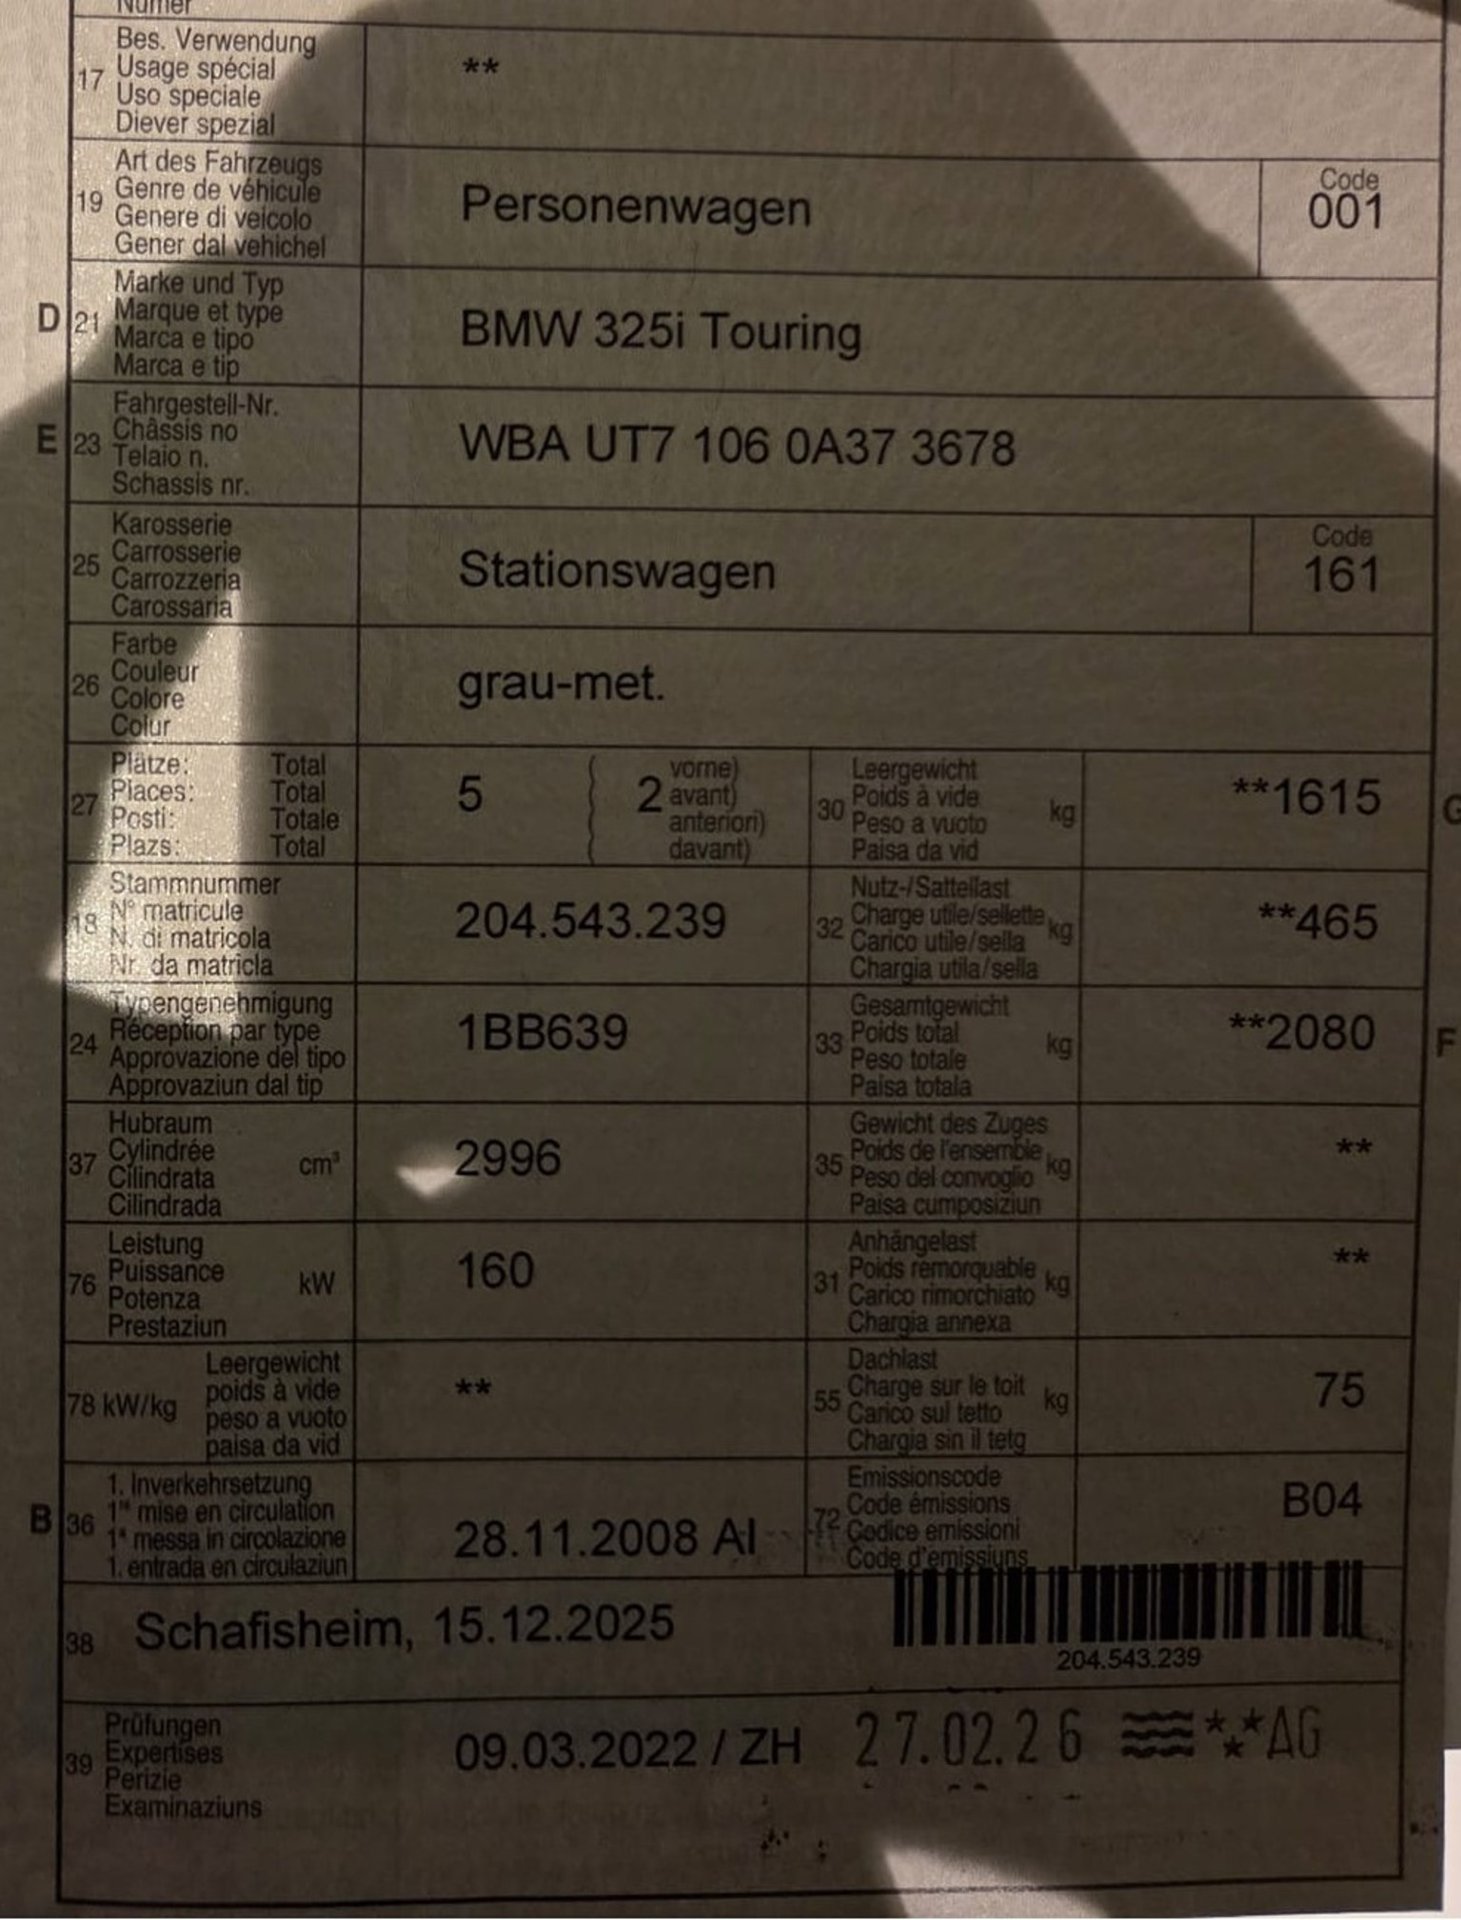 Numer
17 Bes. Verwendung
Usage spécial
Uso speciale
Diever spezial
**
19 Art des Fahrzeugs
Genre de véhicule
Genere di veicolo
Gener dal vehichel
Personenwagen
Code
001
D 21 Marke und Typ
Marque et type
Marca e tipo
Marca e tip
BMW 325i Touring
E 23 Fahrgestell-Nr.
Châssis no
Telaio n.
Schassis nr.
WBA UT7 106 0A37 3678
25 Karosserie
Carrosserie
Carrozzeria
Carossaria
Stationswagen
Code
161
26 Farbe
Couleur
Colore
Colur
grau-met.
27 Plätze: Total
Places: Total
Posti: Totale
Plazs: Total
5 ( 2 vorne)
( avant)
( anteriori)
( davant)
30 Leergewicht
Poids à vide kg
Peso a vuoto
Paisa da vid
**1615 G
18 Stammnummer
N° matricule
N. di matricola
Nr. da matricla
204.543.239
32 Nutz-/Sattellast
Charge utile/sellette kg
Carico utile/sella
Chargia utila/sella
**465
24 Typengenehmigung
Réception par type
Approvazione del tipo
Approvaziun dal tip
1BB639
33 Gesamtgewicht
Poids total kg
Peso totale
Paisa totala
**2080 F
37 Hubraum
Cylindrée cm³
Cilindrata
Cilindrada
2996
35 Gewicht des Zuges
Poids de l'ensemble kg
Peso del convoglio
Paisa cumposiziun
**
76 Leistung
Puissance kW
Potenza
Prestaziun
160
31 Anhängelast
Poids remorquable kg
Carico rimorchiato
Chargia annexa
**
78 kW/kg Leergewicht
poids à vide
peso a vuoto
paisa da vid
**
55 Dachlast
Charge sur le toit kg
Carico sul tetto
Chargia sin il tetg
75
B 36 1. Inverkehrsetzung
1re mise en circulation
1a messa in circolazione
1. entrada en circulaziun
28.11.2008 AI
72 Emissionscode
Code émissions
Codice emissioni
Code d'emissiuns
B04
38 Schafisheim, 15.12.2025
204.543.239
39 Prüfungen
Expertises
Perizie
Examinaziuns
09.03.2022 / ZH 27.02.26 ***AG